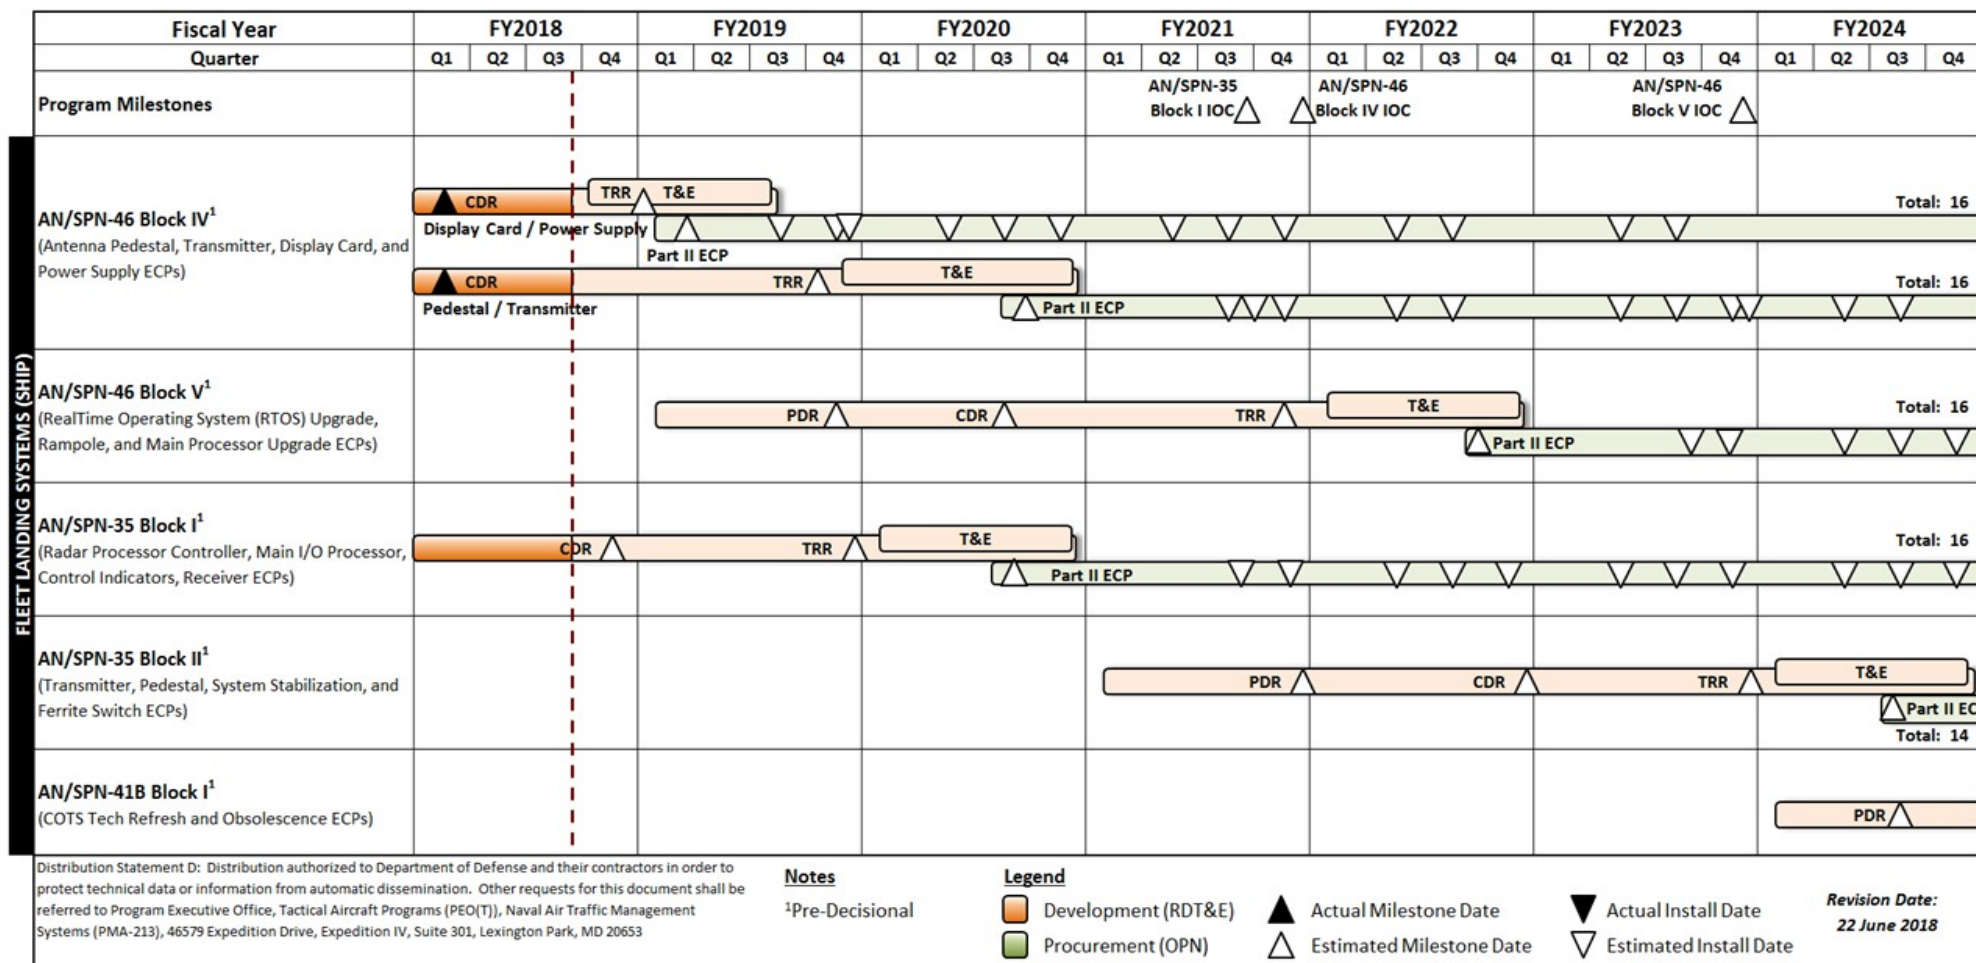 Fiscal Year FY2018 FY2019 FY2020 FY2021 FY2022 FY2023 FY2024
Quarter Q1 Q2 Q3 Q4 Q1 Q2 Q3 Q4 Q1 Q2 Q3 Q4 Q1 Q2 Q3 Q4 Q1 Q2 Q3 Q4 Q1 Q2 Q3 Q4 Q1 Q2 Q3 Q4
Program Milestones
AN/SPN-35
Block I IOC
AN/SPN-46
Block IV IOC
AN/SPN-46
Block V IOC
FLEET LANDING SYSTEMS (SHIP)
AN/SPN-46 Block IV1
(Antenna Pedestal, Transmitter, Display Card, and
Power Supply ECPs)
CDR TRR T&E
Total: 16
Display Card / Power Supply
Part II ECP
CDR TRR T&E
Total: 16
Pedestal / Transmitter
Part II ECP
AN/SPN-46 Block V1
(RealTime Operating System (RTOS) Upgrade,
Rampole, and Main Processor Upgrade ECPs)
PDR CDR TRR T&E
Total: 16
Part II ECP
AN/SPN-35 Block I1
(Radar Processor Controller, Main I/O Processor,
Control Indicators, Receiver ECPs)
CDR TRR T&E
Total: 16
Part II ECP
AN/SPN-35 Block II1
(Transmitter, Pedestal, System Stabilization, and
Ferrite Switch ECPs)
PDR CDR TRR T&E
Part II EC
Total: 14
AN/SPN-41B Block I1
(COTS Tech Refresh and Obsolescence ECPs)
PDR
Distribution Statement D: Distribution authorized to Department of Defense and their contractors in order to
protect technical data or information from automatic dissemination. Other requests for this document shall be
referred to Program Executive Office, Tactical Aircraft Programs (PEO(T)), Naval Air Traffic Management
Systems (PMA-213), 46579 Expedition Drive, Expedition IV, Suite 301, Lexington Park, MD 20653
Notes
1Pre-Decisional
Legend
Development (RDT&E)
Procurement (OPN)
Actual Milestone Date
Estimated Milestone Date
Actual Install Date
Estimated Install Date
Revision Date:
22 June 2018